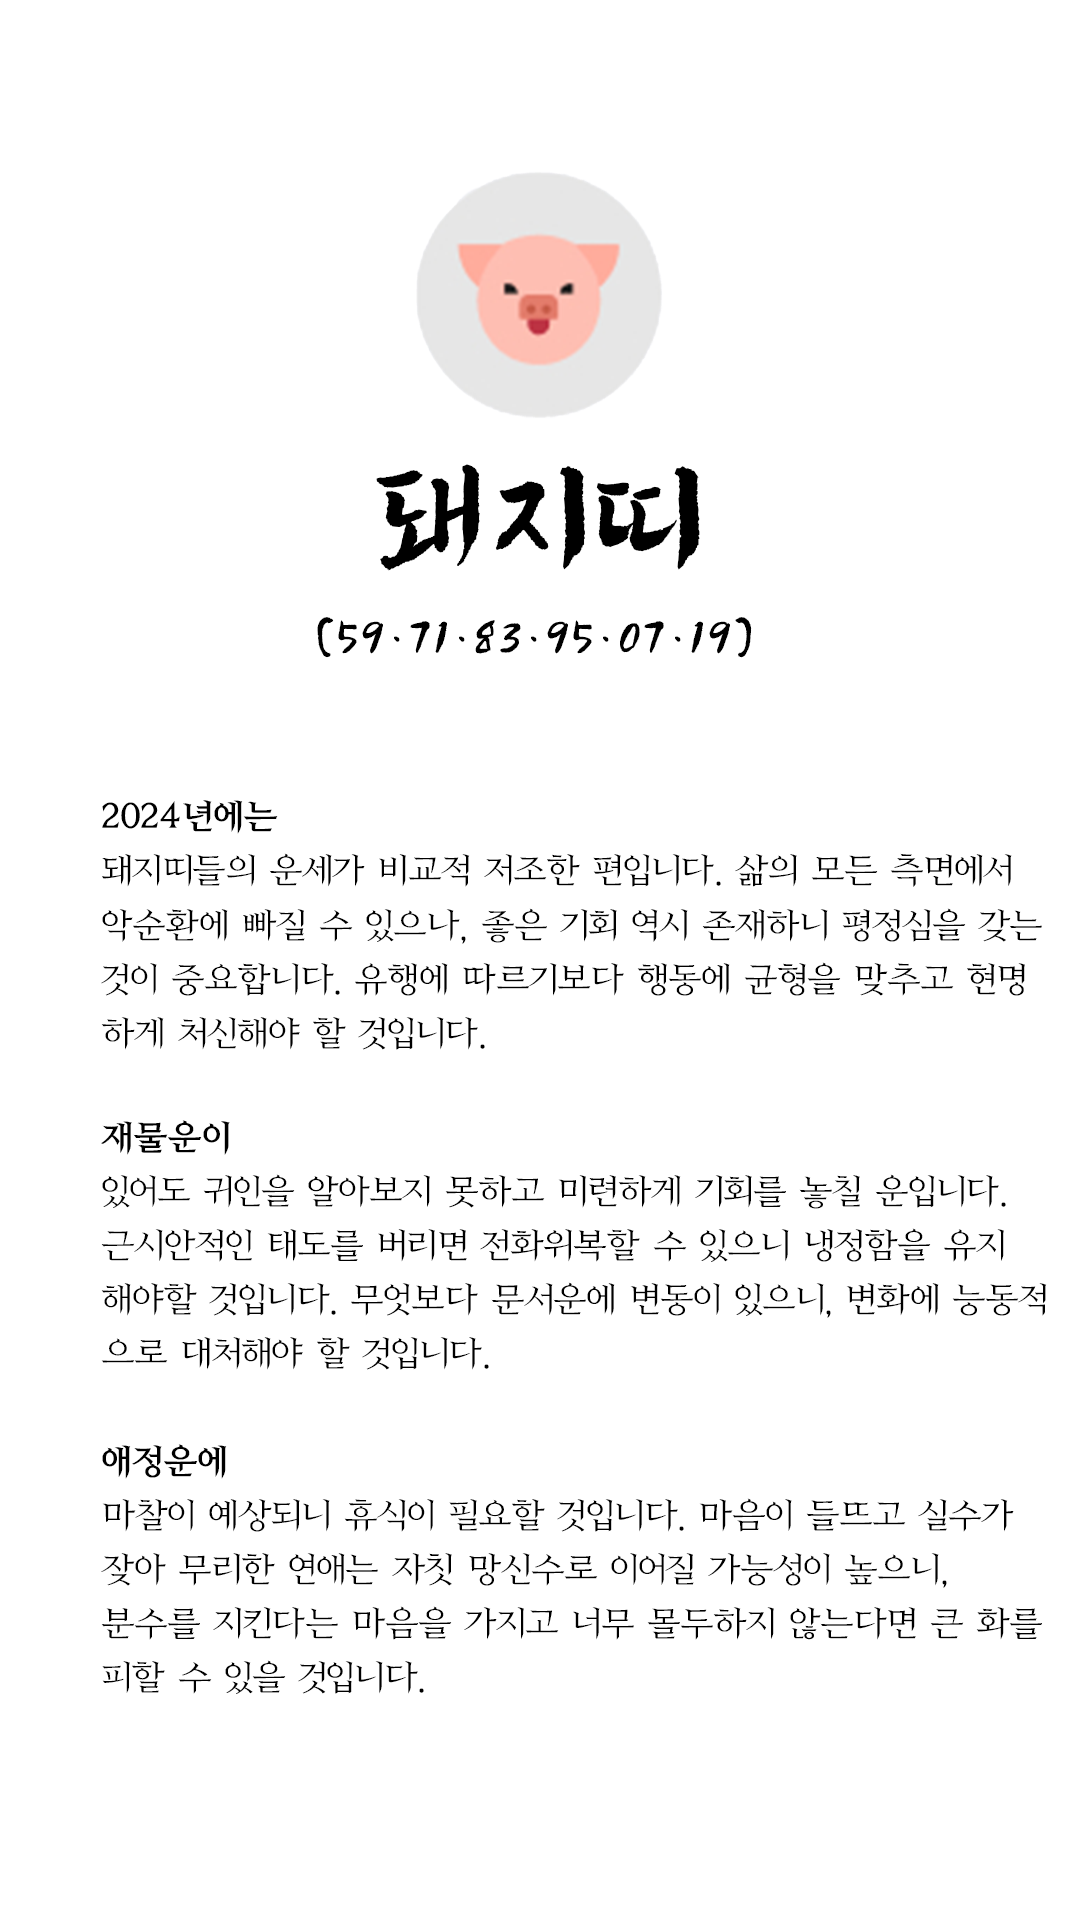 돼지띠
(59·71·83·95·07·19)
2024년에는
돼지띠들의 운세가 비교적 저조한 편입니다. 삶의 모든 측면에서
악순환에 빠질 수 있으나, 좋은 기회 역시 존재하니 평정심을 갖는
것이 중요합니다. 유행에 따르기보다 행동에 균형을 맞추고 현명
하게 처신해야 할 것입니다.
재물운이
있어도 귀인을 알아보지 못하고 미련하게 기회를 놓칠 운입니다.
근시안적인 태도를 버리면 전화위복할 수 있으니 냉정함을 유지
해야할 것입니다. 무엇보다 문서운에 변동이 있으니, 변화에 능동적
으로 대처해야 할 것입니다.
애정운에
마찰이 예상되니 휴식이 필요할 것입니다. 마음이 들뜨고 실수가
잦아 무리한 연애는 자칫 망신수로 이어질 가능성이 높으니,
분수를 지킨다는 마음을 가지고 너무 몰두하지 않는다면 큰 화를
피할 수 있을 것입니다.